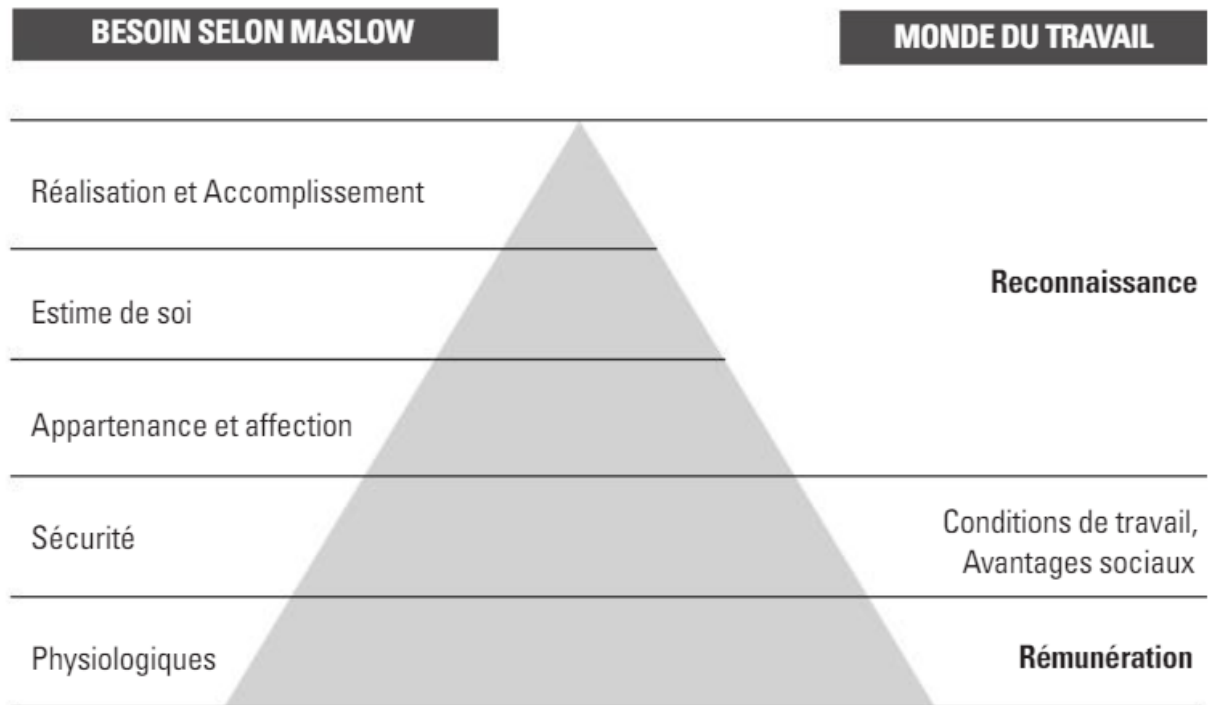 BESOIN SELON MASLOW
MONDE DU TRAVAIL
Réalisation et Accomplissement
Estime de soi
Reconnaissance
Appartenance et affection
Sécurité
Conditions de travail,
Avantages sociaux
Physiologiques
Rémunération